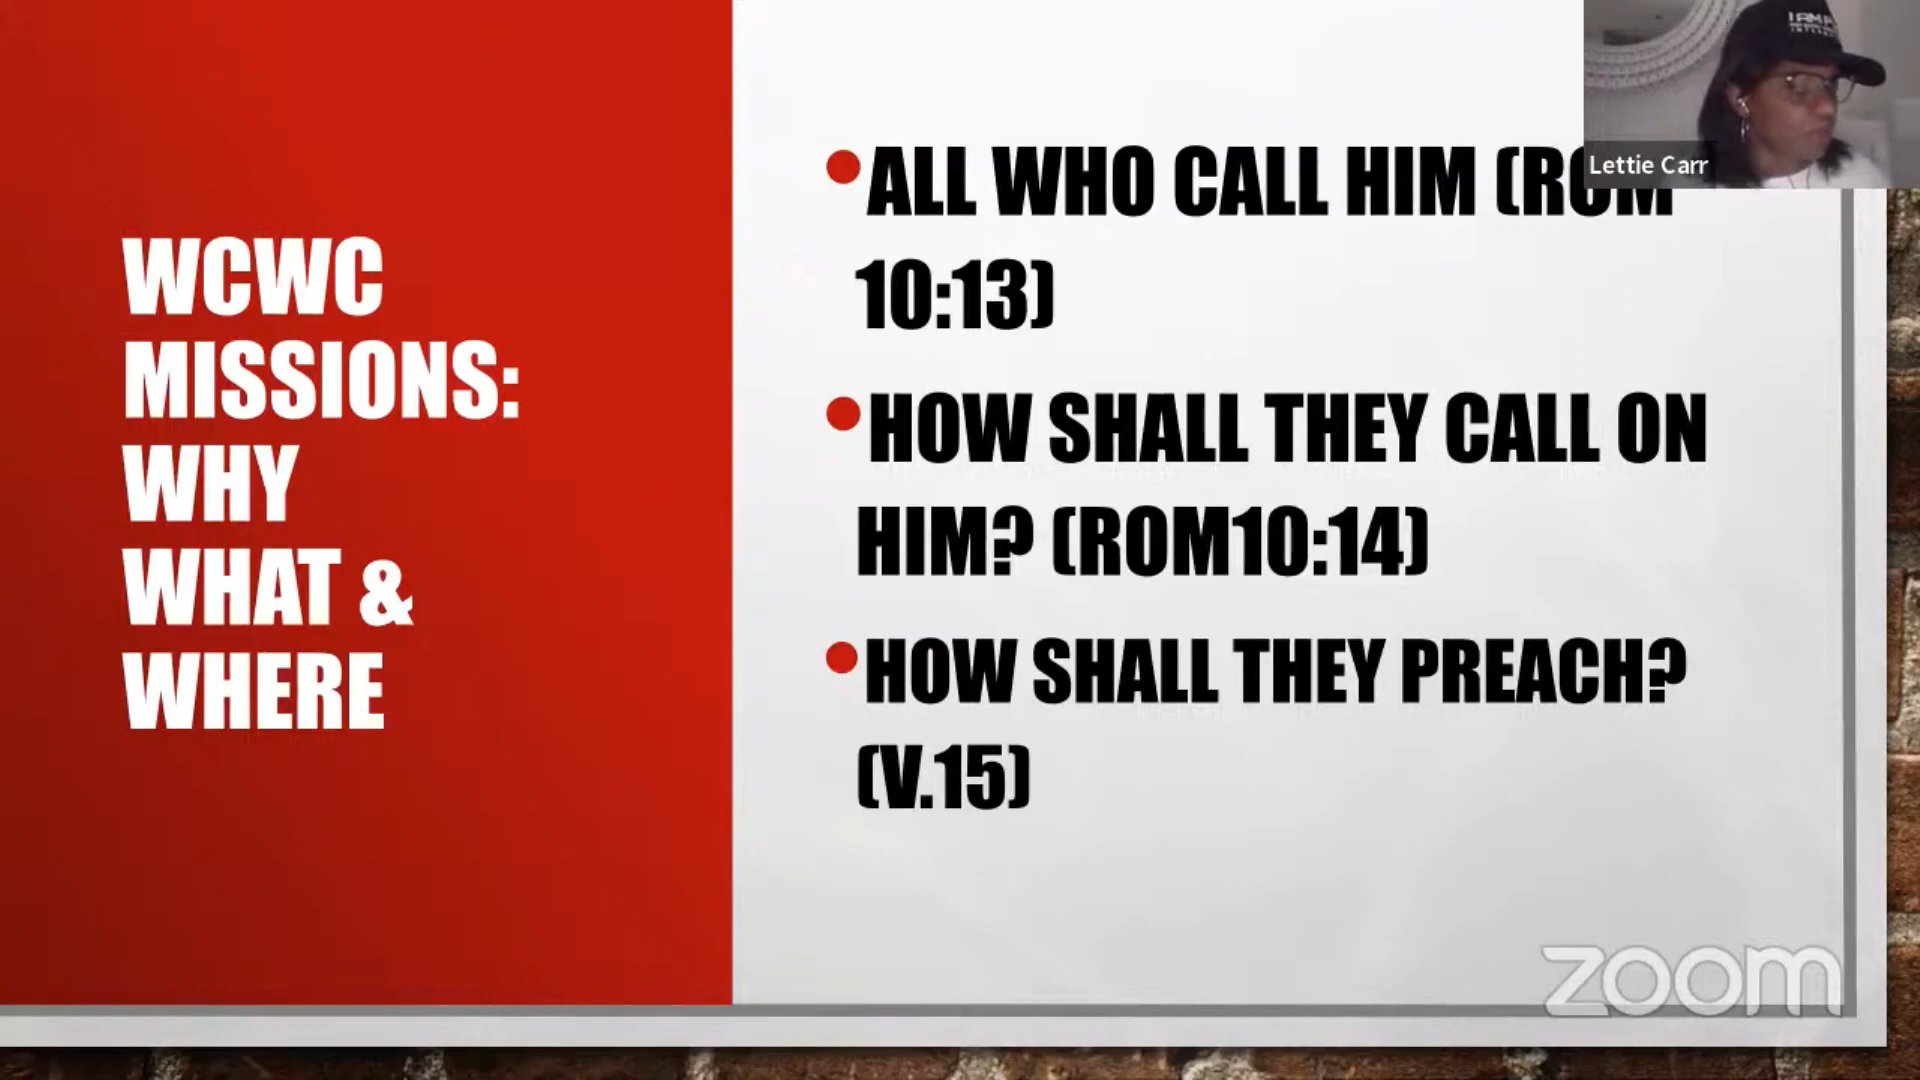 WCWC
MISSIONS:
WHY
WHAT &
WHERE
•ALL WHO CALL HIM (ROM
10:13)
•HOW SHALL THEY CALL ON
HIM? (ROM10:14)
•HOW SHALL THEY PREACH?
(V.15)
I AM
Lettie Carr
zoom